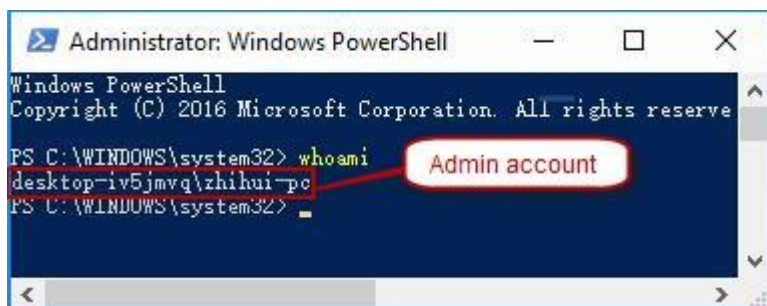 Administrator: Windows PowerShell
Windows PowerShell
Copyright (C) 2016 Microsoft Corporation. All rights reserve
PS C:\WINDOWS\system32> whoami
Admin account
desktop-iv5jmvq\zhihui-pc
PS C:\WINDOWS\system32>